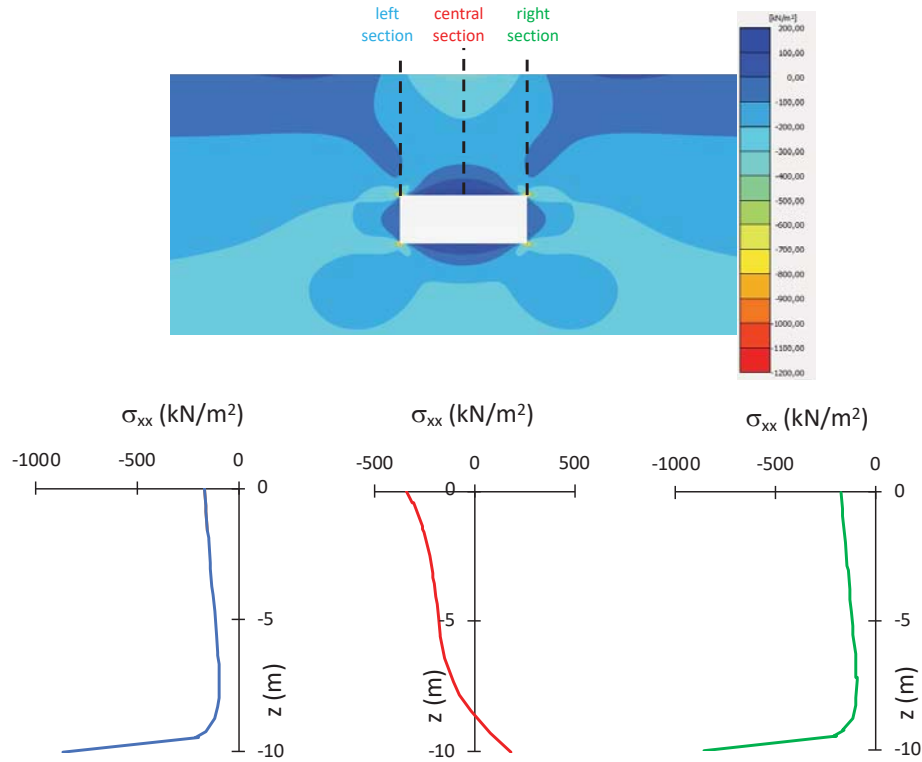 left section
central section
right section
[kN/m²]
200,00
100,00
0,00
-100,00
-200,00
-300,00
-400,00
-500,00
-600,00
-700,00
-800,00
-900,00
-1000,00
-1100,00
-1200,00
σxx (kN/m²)
-1000 -500 0
0
-5
-10
z (m)
σxx (kN/m²)
-500 0 500
0
-5
-10
z (m)
σxx (kN/m²)
-1000 -500 0
0
-5
-10
z (m)